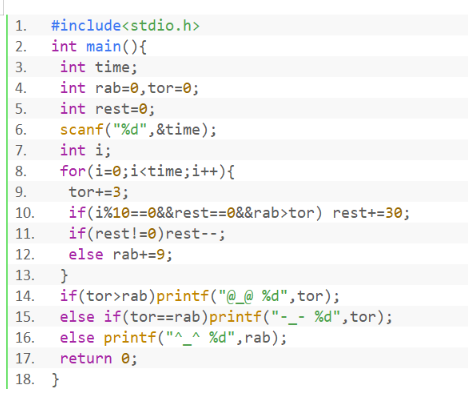 1. #include<stdio.h>
2. int main(){
3. int time;
4. int rab=0,tor=0;
5. int rest=0;
6. scanf("%d",&time);
7. int i;
8. for(i=0;i<time;i++){
9. tor+=3;
10. if(i%10==0&&rest==0&&rab>tor) rest+=30;
11. if(rest!=0)rest--;
12. else rab+=9;
13. }
14. if(tor>rab)printf("@_@ %d",tor);
15. else if(tor==rab)printf("-_- %d",tor);
16. else printf("^_^ %d",rab);
17. return 0;
18. }